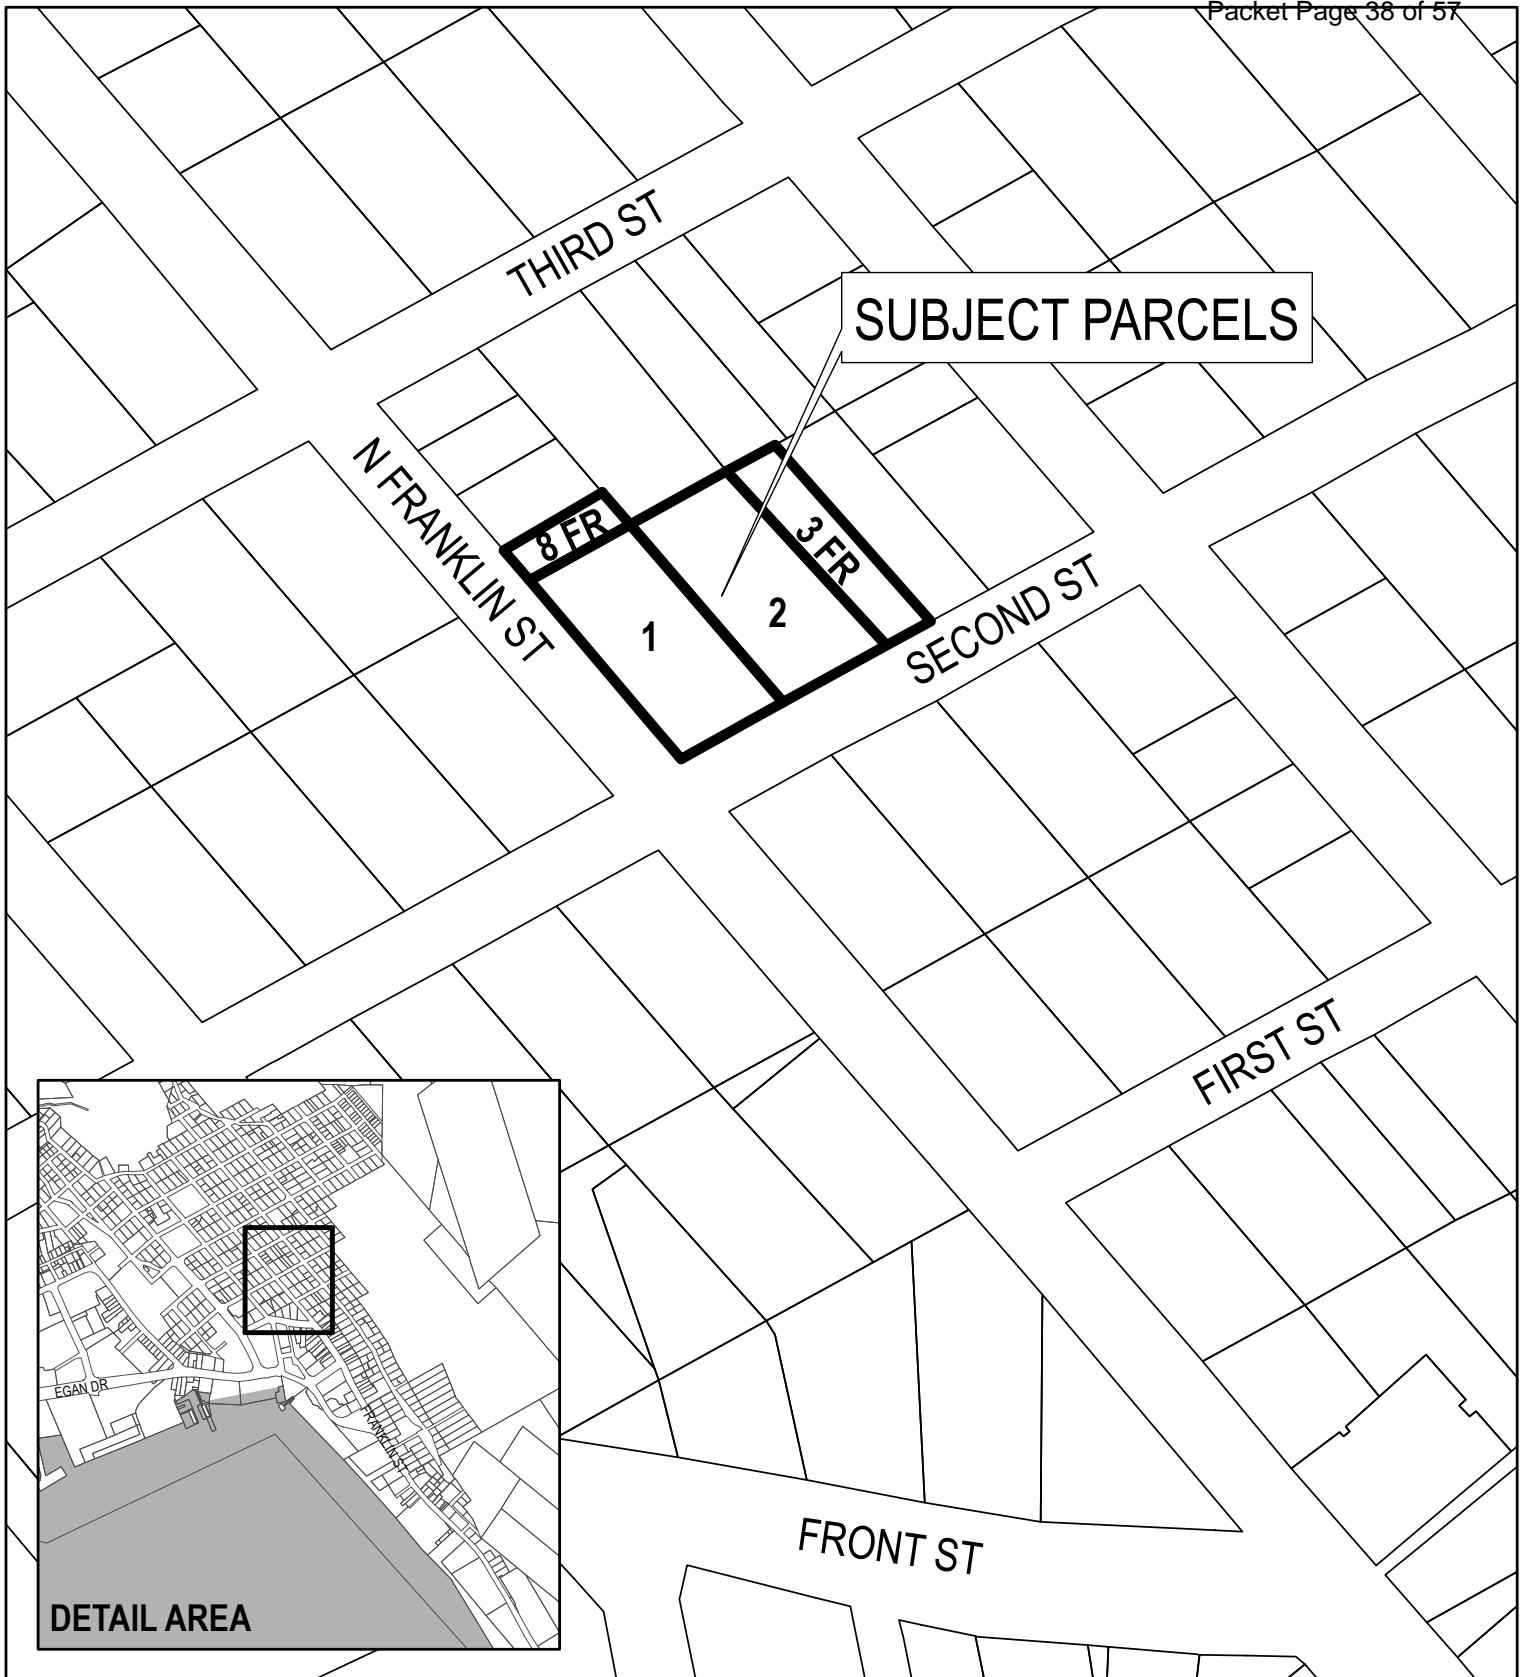 Packet Page 38 of 57
THIRD ST
SUBJECT PARCELS
N FRANKLIN ST
8 FR
3 FR
1
2
SECOND ST
FIRST ST
EGAN DR
FRANKLIN ST
FRONT ST
DETAIL AREA